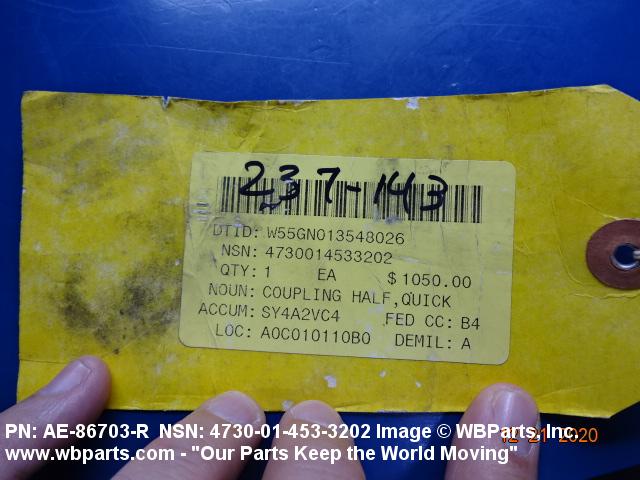 237-143
DTID: W55GN013548026
NSN: 4730014533202
QTY: 1 EA $1050.00
NOUN: COUPLING HALF,QUICK
ACCUM: SY4A2VC4 FED CC: B4
LOC: A0C010110B0 DEMIL: A
12 21 2020
PN: AE-86703-R NSN: 4730-01-453-3202 Image © WBParts, Inc.
www.wbparts.com - "Our Parts Keep the World Moving"